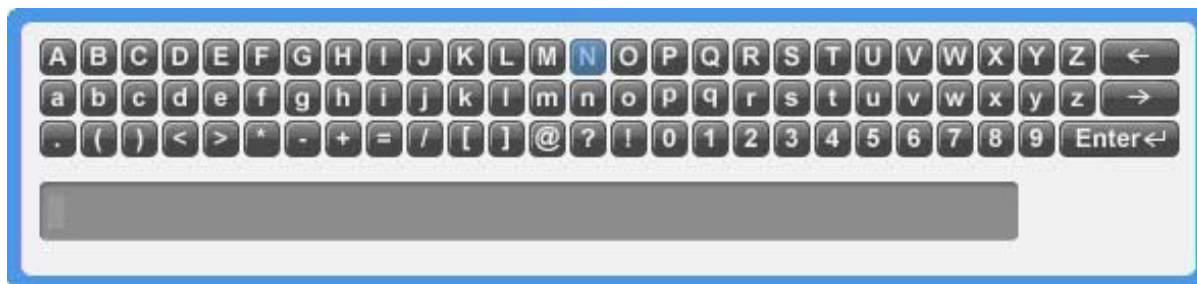 A B C D E F G H I J K L M N O P Q R S T U V W X Y Z ←
a b c d e f g h i j k l m n o p q r s t u v w x y z →
. ( ) < > * - + = / [ ] @ ? ! 0 1 2 3 4 5 6 7 8 9 Enter↵